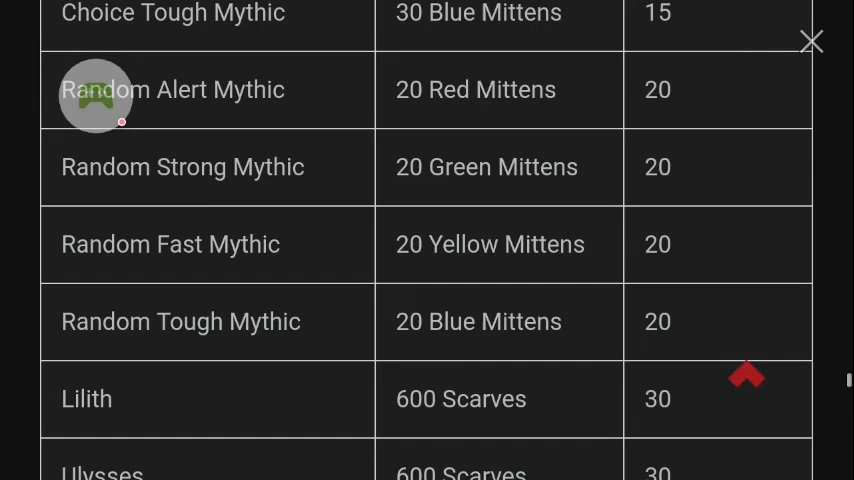 Choice Tough Mythic 30 Blue Mittens 15
Random Alert Mythic 20 Red Mittens 20
Random Strong Mythic 20 Green Mittens 20
Random Fast Mythic 20 Yellow Mittens 20
Random Tough Mythic 20 Blue Mittens 20
Lilith 600 Scarves 30
Ulysses 600 Scarves 30